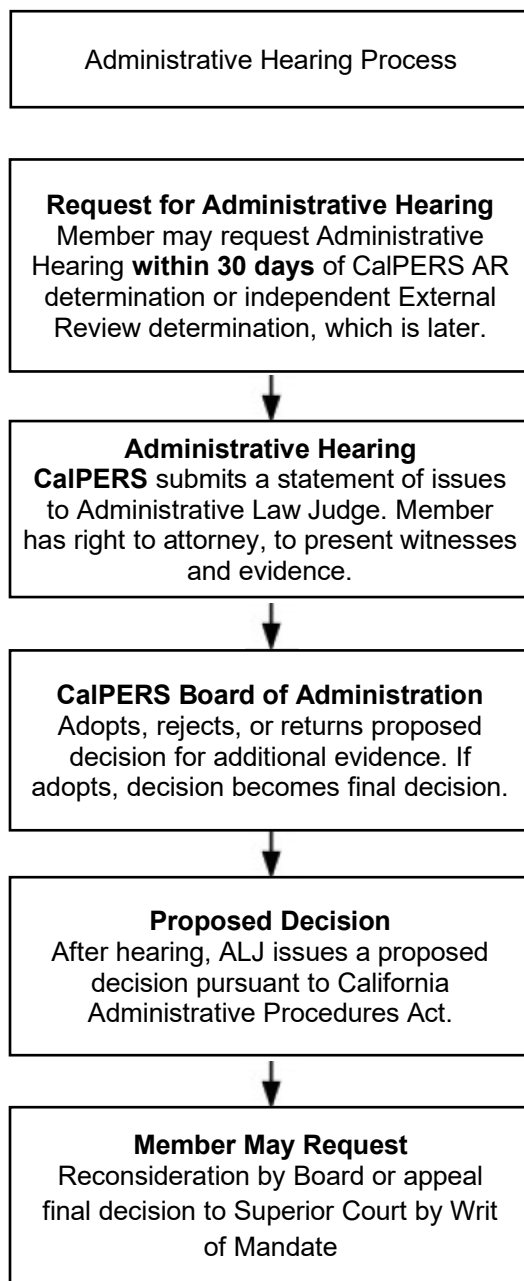 Administrative Hearing Process
Request for Administrative Hearing
Member may request Administrative
Hearing within 30 days of CalPERS AR
determination or independent External
Review determination, which is later.
Administrative Hearing
CalPERS submits a statement of issues
to Administrative Law Judge. Member
has right to attorney, to present witnesses
and evidence.
CalPERS Board of Administration
Adopts, rejects, or returns proposed
decision for additional evidence. If
adopts, decision becomes final decision.
Proposed Decision
After hearing, ALJ issues a proposed
decision pursuant to California
Administrative Procedures Act.
Member May Request
Reconsideration by Board or appeal
final decision to Superior Court by Writ
of Mandate